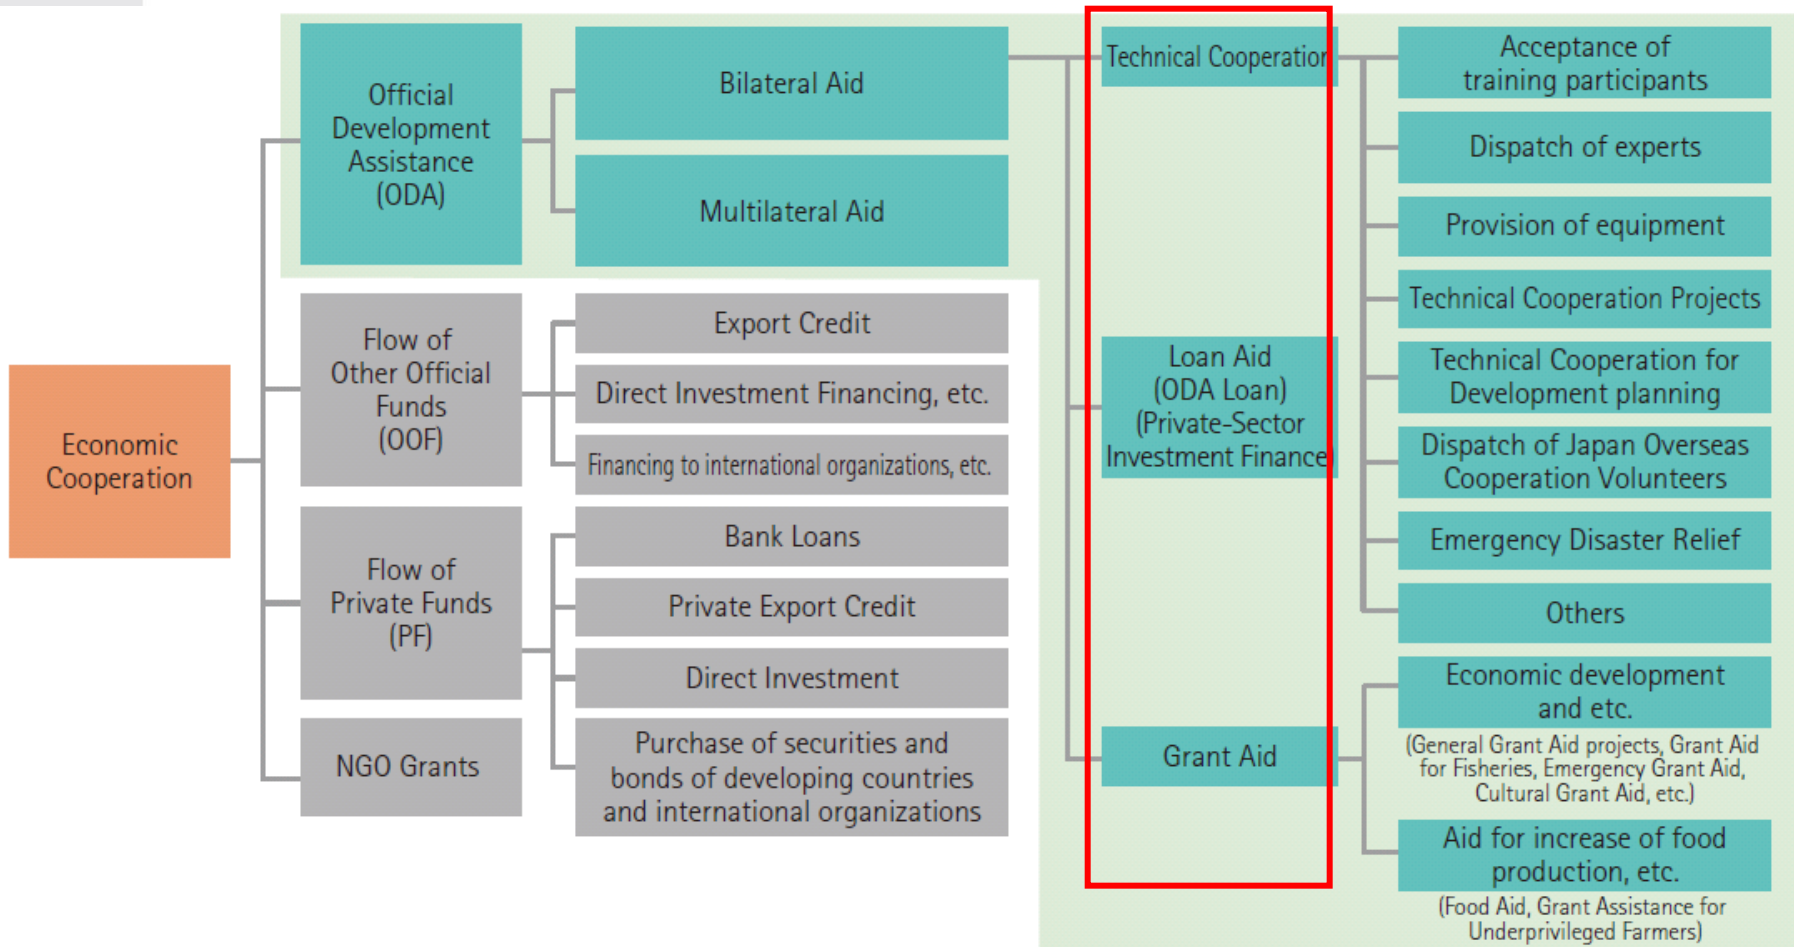 Economic
Cooperation
Official
Development
Assistance
(ODA)
Bilateral Aid
Multilateral Aid
Flow of
Other Official
Funds
(OOF)
Export Credit
Direct Investment Financing, etc.
Financing to international organizations, etc.
Flow of
Private Funds
(PF)
Bank Loans
Private Export Credit
Direct Investment
Purchase of securities and
bonds of developing countries
and international organizations
NGO Grants
Technical Cooperation
Acceptance of
training participants
Dispatch of experts
Provision of equipment
Technical Cooperation Projects
Technical Cooperation for
Development planning
Dispatch of Japan Overseas
Cooperation Volunteers
Emergency Disaster Relief
Others
Loan Aid
(ODA Loan)
(Private-Sector
Investment Finance)
Grant Aid
Economic development
and etc.
(General Grant Aid projects, Grant Aid
for Fisheries, Emergency Grant Aid,
Cultural Grant Aid, etc.)
Aid for increase of food
production, etc.
(Food Aid, Grant Assistance for
Underprivileged Farmers)